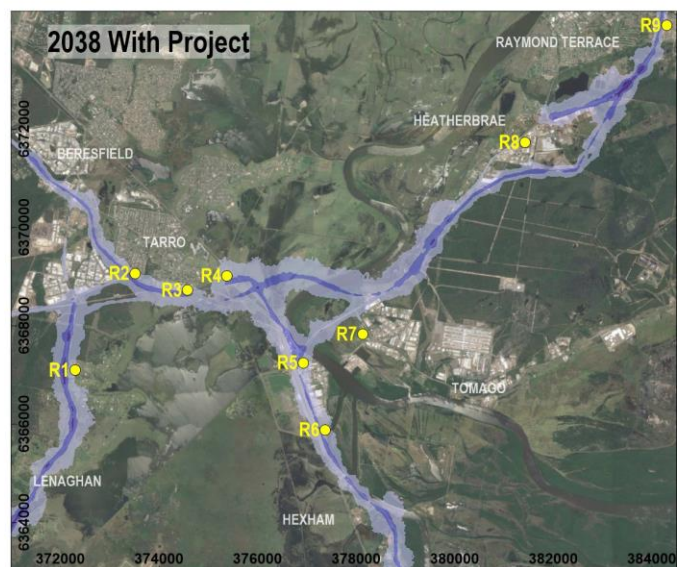 2038 With Project
R9
RAYMOND TERRACE
HEATHERBRAE
R8
BERESFIELD
TARRO
R2
R3
R4
R7
R5
R1
TOMAGO
R6
LENAGHAN
HEXHAM
6372000
6370000
6368000
6366000
6364000
372000 374000 376000 378000 380000 382000 384000